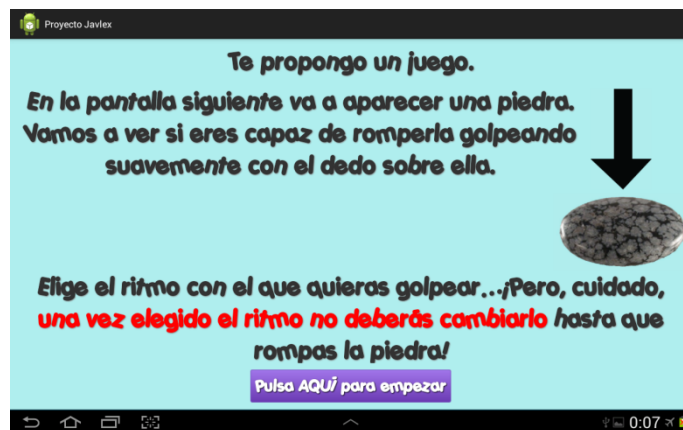 Proyecto Javlex
Te propongo un juego.
En la pantalla siguiente va a aparecer una piedra.
Vamos a ver si eres capaz de romperla golpeando
suavemente con el dedo sobre ella.
Elige el ritmo con el que quieras golpear...¡Pero, cuidado,
una vez elegido el ritmo no deberás cambiarlo hasta que
rompas la piedra!
Pulsa AQUÍ para empezar
0:07